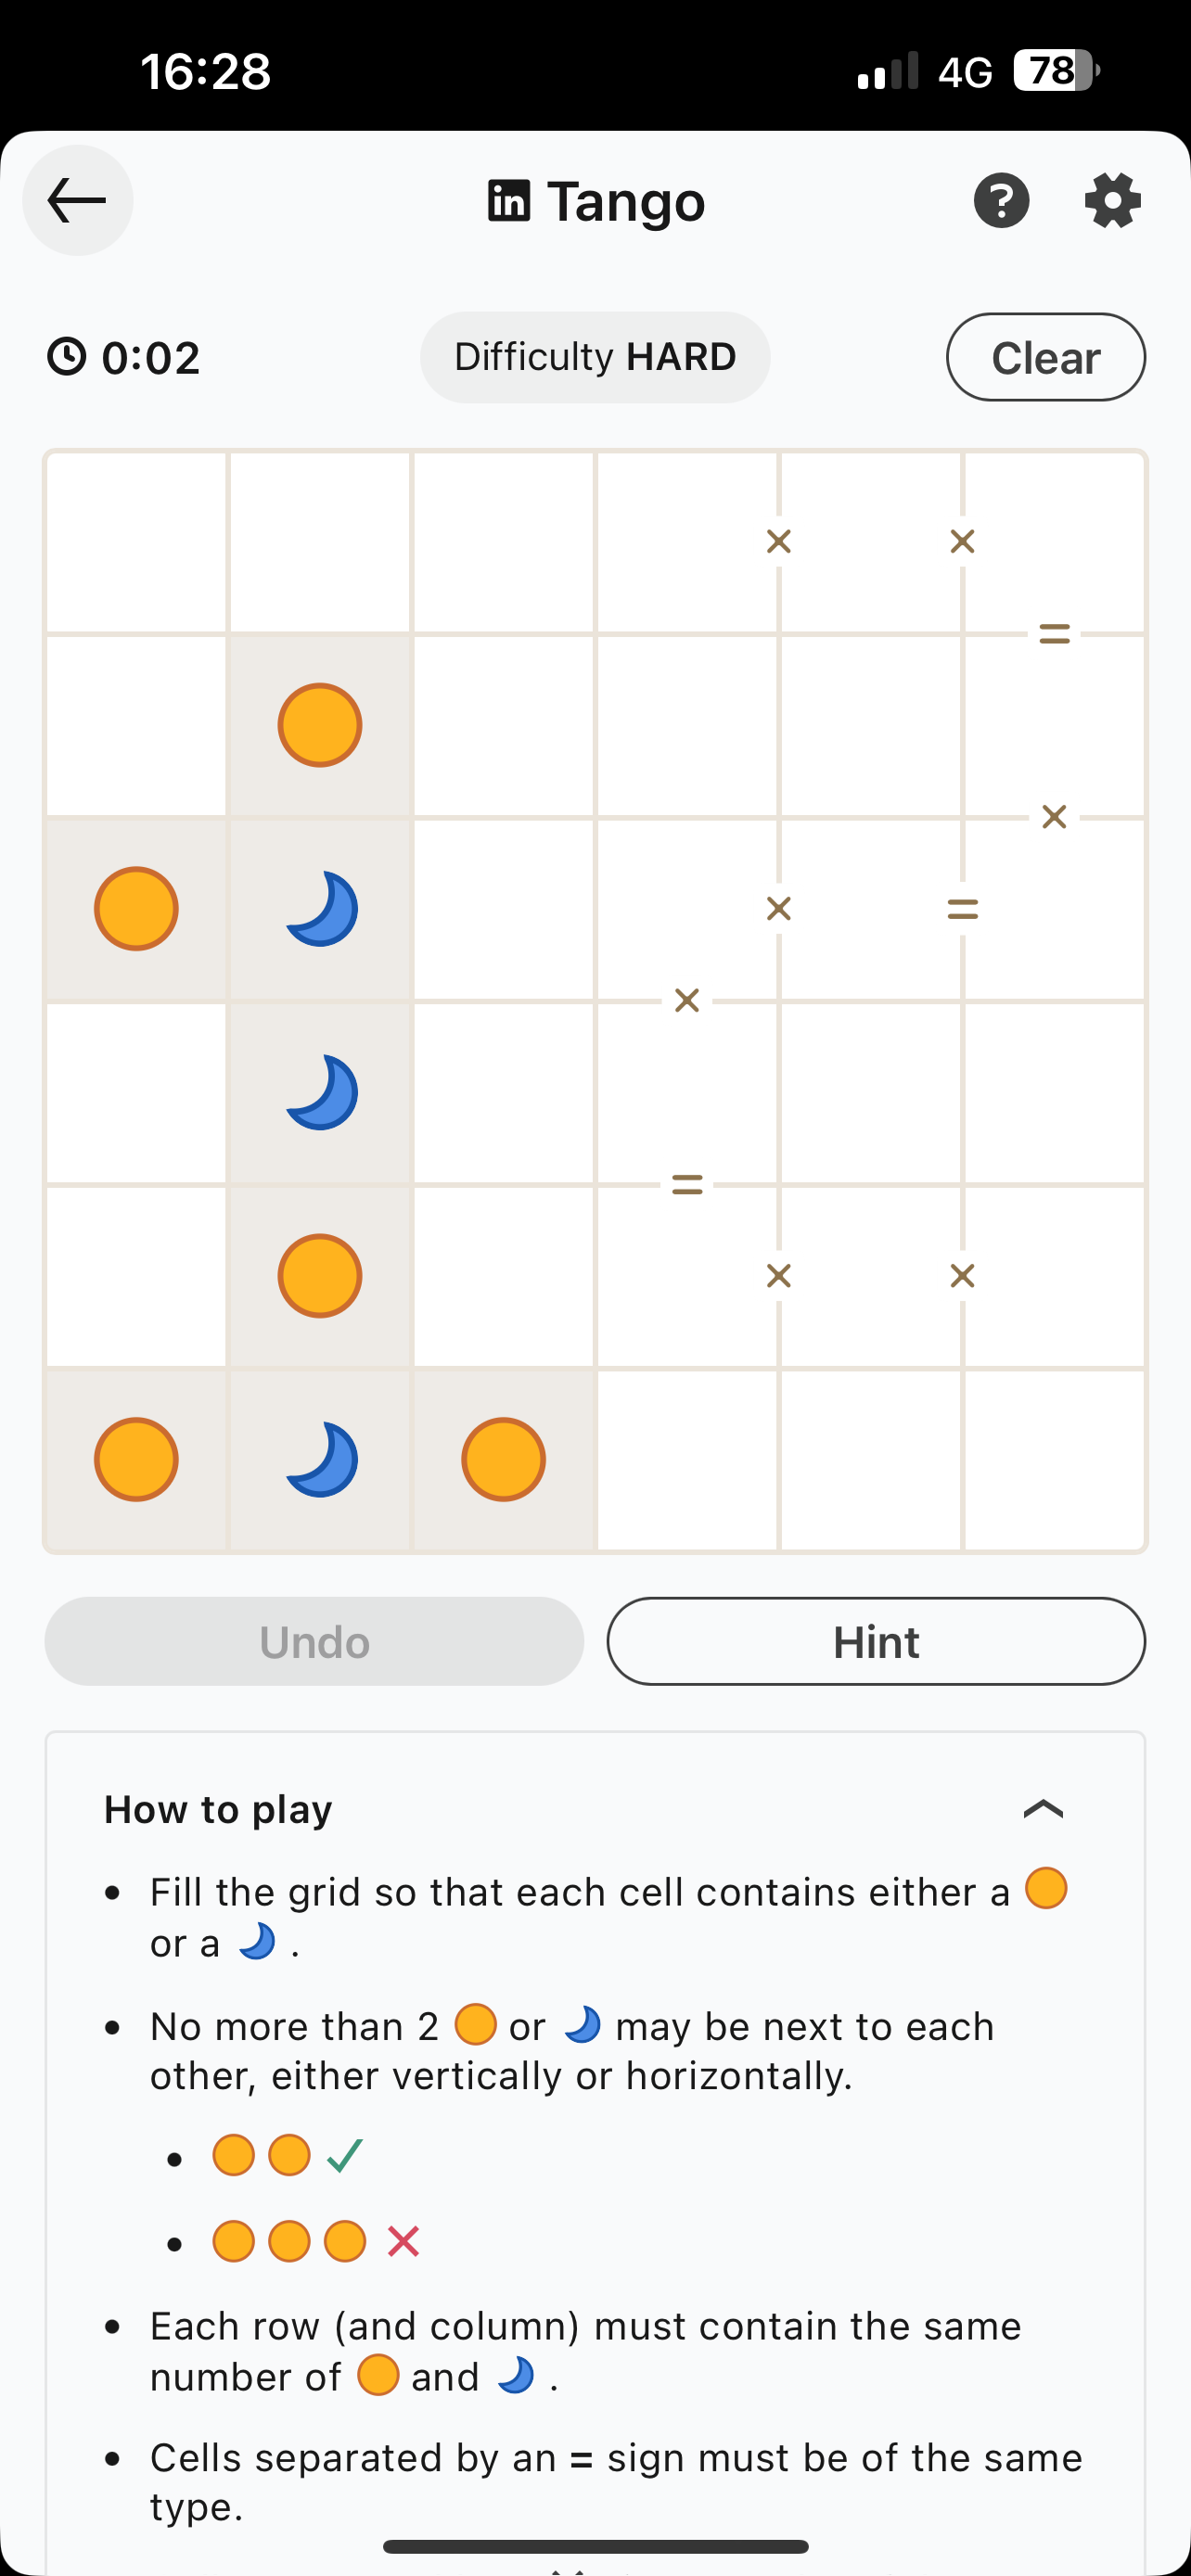 16:28 4G 78
in Tango ?
0:02 Difficulty HARD Clear
× ×
=
×
× =
×
=
× ×
Undo Hint
How to play
• Fill the grid so that each cell contains either a
or a .
• No more than 2 or may be next to each
other, either vertically or horizontally.
• Each row (and column) must contain the same
number of and .
• Cells separated by an = sign must be of the same
type.